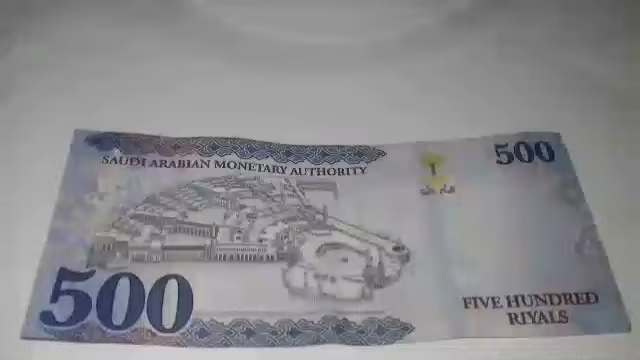 SAUDI ARABIAN MONETARY AUTHORITY
500
500
FIVE HUNDRED
RIYALS